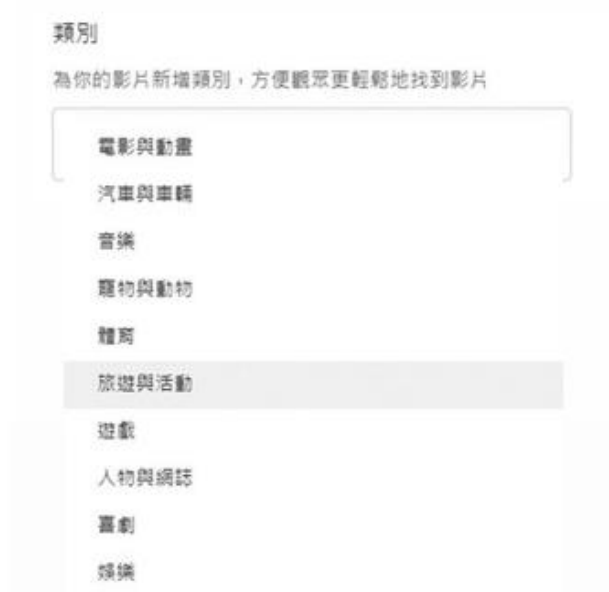 類別
為你的影片新增類別，方便觀眾更輕鬆地找到影片
電影與動畫
汽車與車輛
音樂
寵物與動物
體育
旅遊與活動
遊戲
人物與網誌
喜劇
娛樂